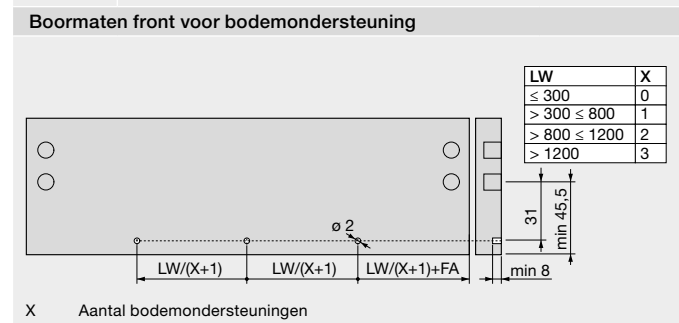 Boormaten front voor bodemondersteuning
LW X
≤ 300 0
> 300 ≤ 800 1
> 800 ≤ 1200 2
> 1200 3
ø 2
31
min 45,5
LW/(X+1) LW/(X+1) LW/(X+1)+FA min 8
X Aantal bodemondersteuningen